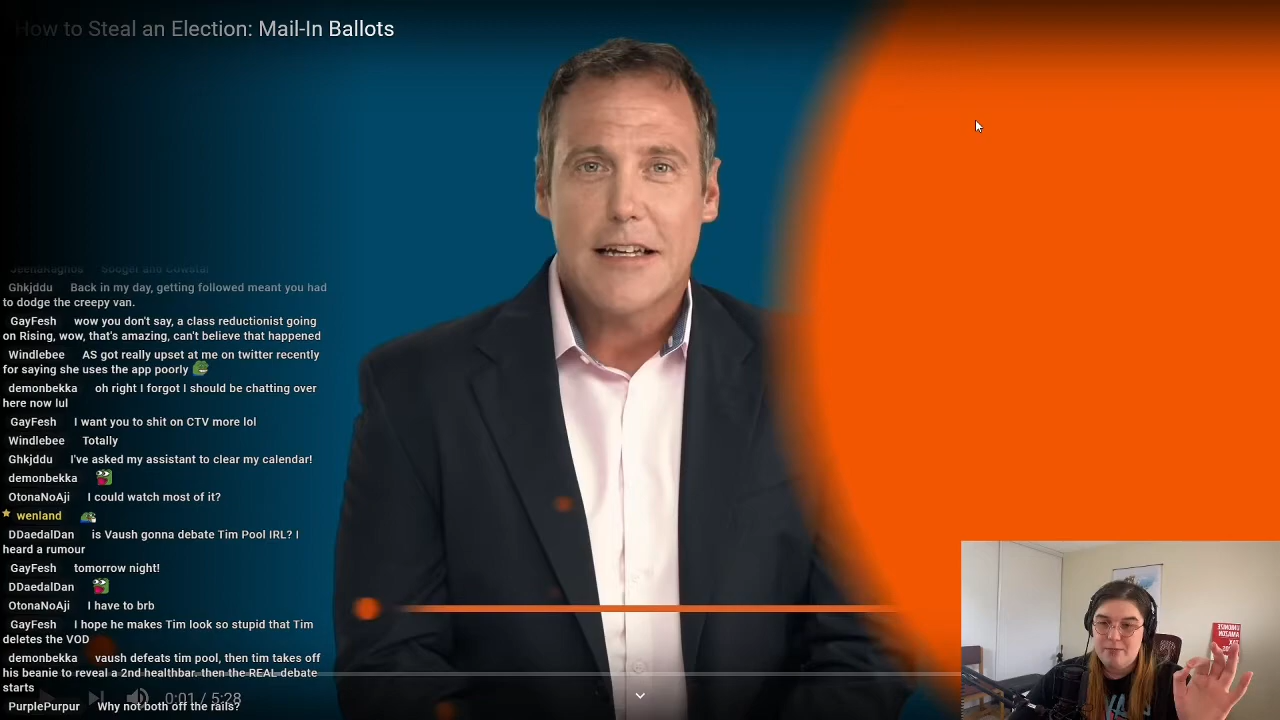 How to Steal an Election: Mail-In Ballots
Ghkjddu Back in my day, getting followed meant you had
to dodge the creepy van.
GayFesh wow you don't say, a class reductionist going
on Rising, wow, that's amazing, can't believe that happened
Windlebee AS got really upset at me on twitter recently
for saying she uses the app poorly
demonbekka oh right I forgot I should be chatting over
here now lul
GayFesh I want you to shit on CTV more lol
Windlebee Totally
Ghkjddu I've asked my assistant to clear my calendar!
demonbekka
OtonaNoAji I could watch most of it?
wenland
DDaedalDan is Vaush gonna debate Tim Pool IRL? I
heard a rumour
GayFesh tomorrow night!
DDaedalDan
OtonaNoAji I have to brb
GayFesh I hope he makes Tim look so stupid that Tim
deletes the VOD
demonbekka vaush defeats tim pool, then tim takes off
his beanie to reveal a 2nd healthbar. then the REAL debate
starts
PurplePurpur Why not both off the rails?
0:01 / 5:28